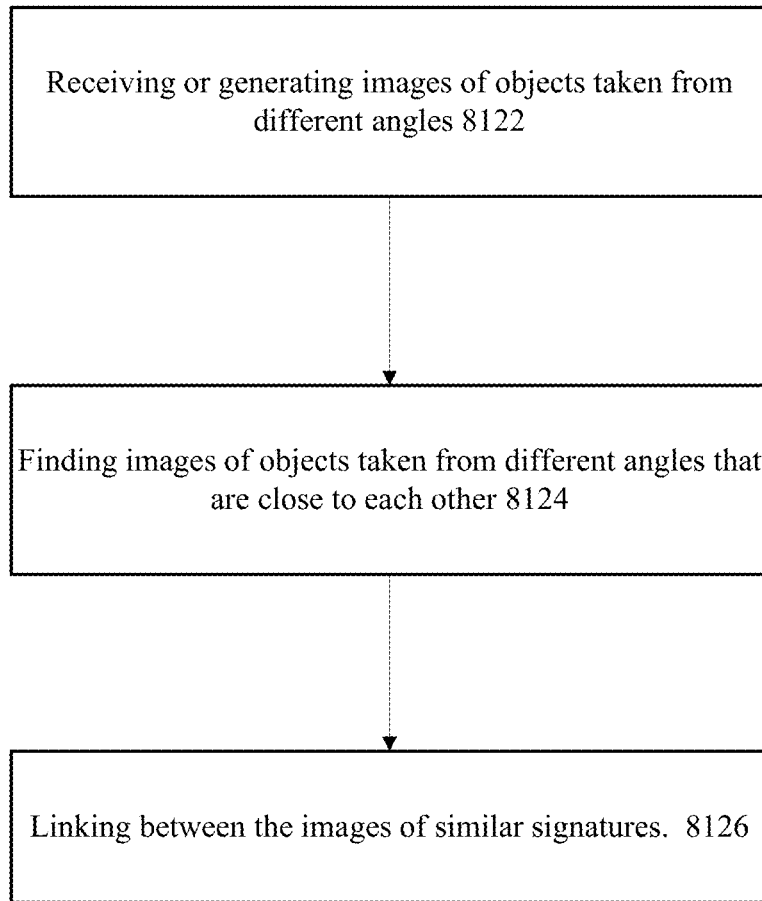 Receiving or generating images of objects taken from
different angles 8122
Finding images of objects taken from different angles that
are close to each other 8124
Linking between the images of similar signatures.  8126